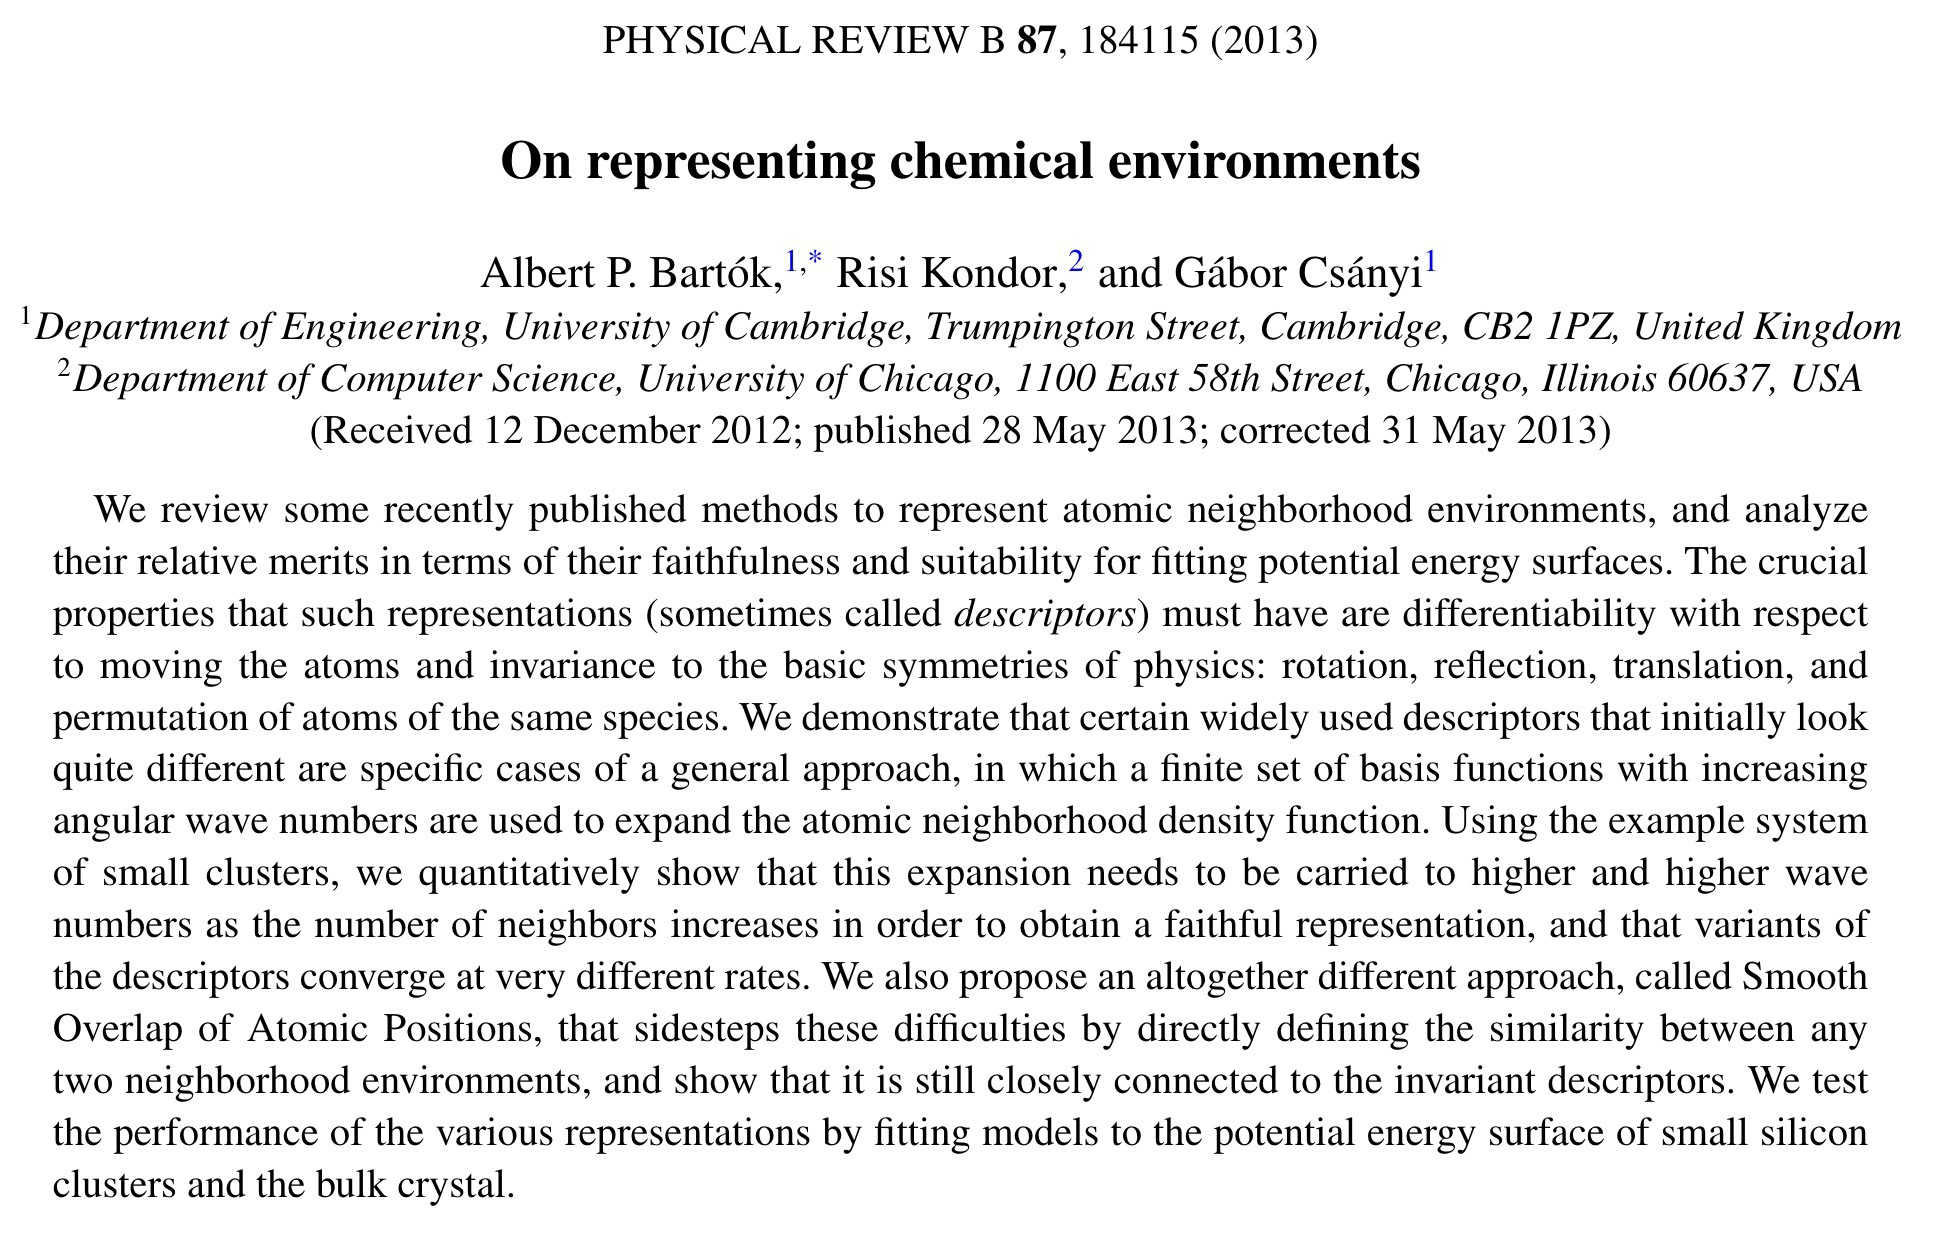 PHYSICAL REVIEW B 87, 184115 (2013)
On representing chemical environments
Albert P. Bartók,1,* Risi Kondor,2 and Gábor Csányi1
1Department of Engineering, University of Cambridge, Trumpington Street, Cambridge, CB2 1PZ, United Kingdom
2Department of Computer Science, University of Chicago, 1100 East 58th Street, Chicago, Illinois 60637, USA
(Received 12 December 2012; published 28 May 2013; corrected 31 May 2013)
We review some recently published methods to represent atomic neighborhood environments, and analyze
their relative merits in terms of their faithfulness and suitability for fitting potential energy surfaces. The crucial
properties that such representations (sometimes called descriptors) must have are differentiability with respect
to moving the atoms and invariance to the basic symmetries of physics: rotation, reflection, translation, and
permutation of atoms of the same species. We demonstrate that certain widely used descriptors that initially look
quite different are specific cases of a general approach, in which a finite set of basis functions with increasing
angular wave numbers are used to expand the atomic neighborhood density function. Using the example system
of small clusters, we quantitatively show that this expansion needs to be carried to higher and higher wave
numbers as the number of neighbors increases in order to obtain a faithful representation, and that variants of
the descriptors converge at very different rates. We also propose an altogether different approach, called Smooth
Overlap of Atomic Positions, that sidesteps these difficulties by directly defining the similarity between any
two neighborhood environments, and show that it is still closely connected to the invariant descriptors. We test
the performance of the various representations by fitting models to the potential energy surface of small silicon
clusters and the bulk crystal.